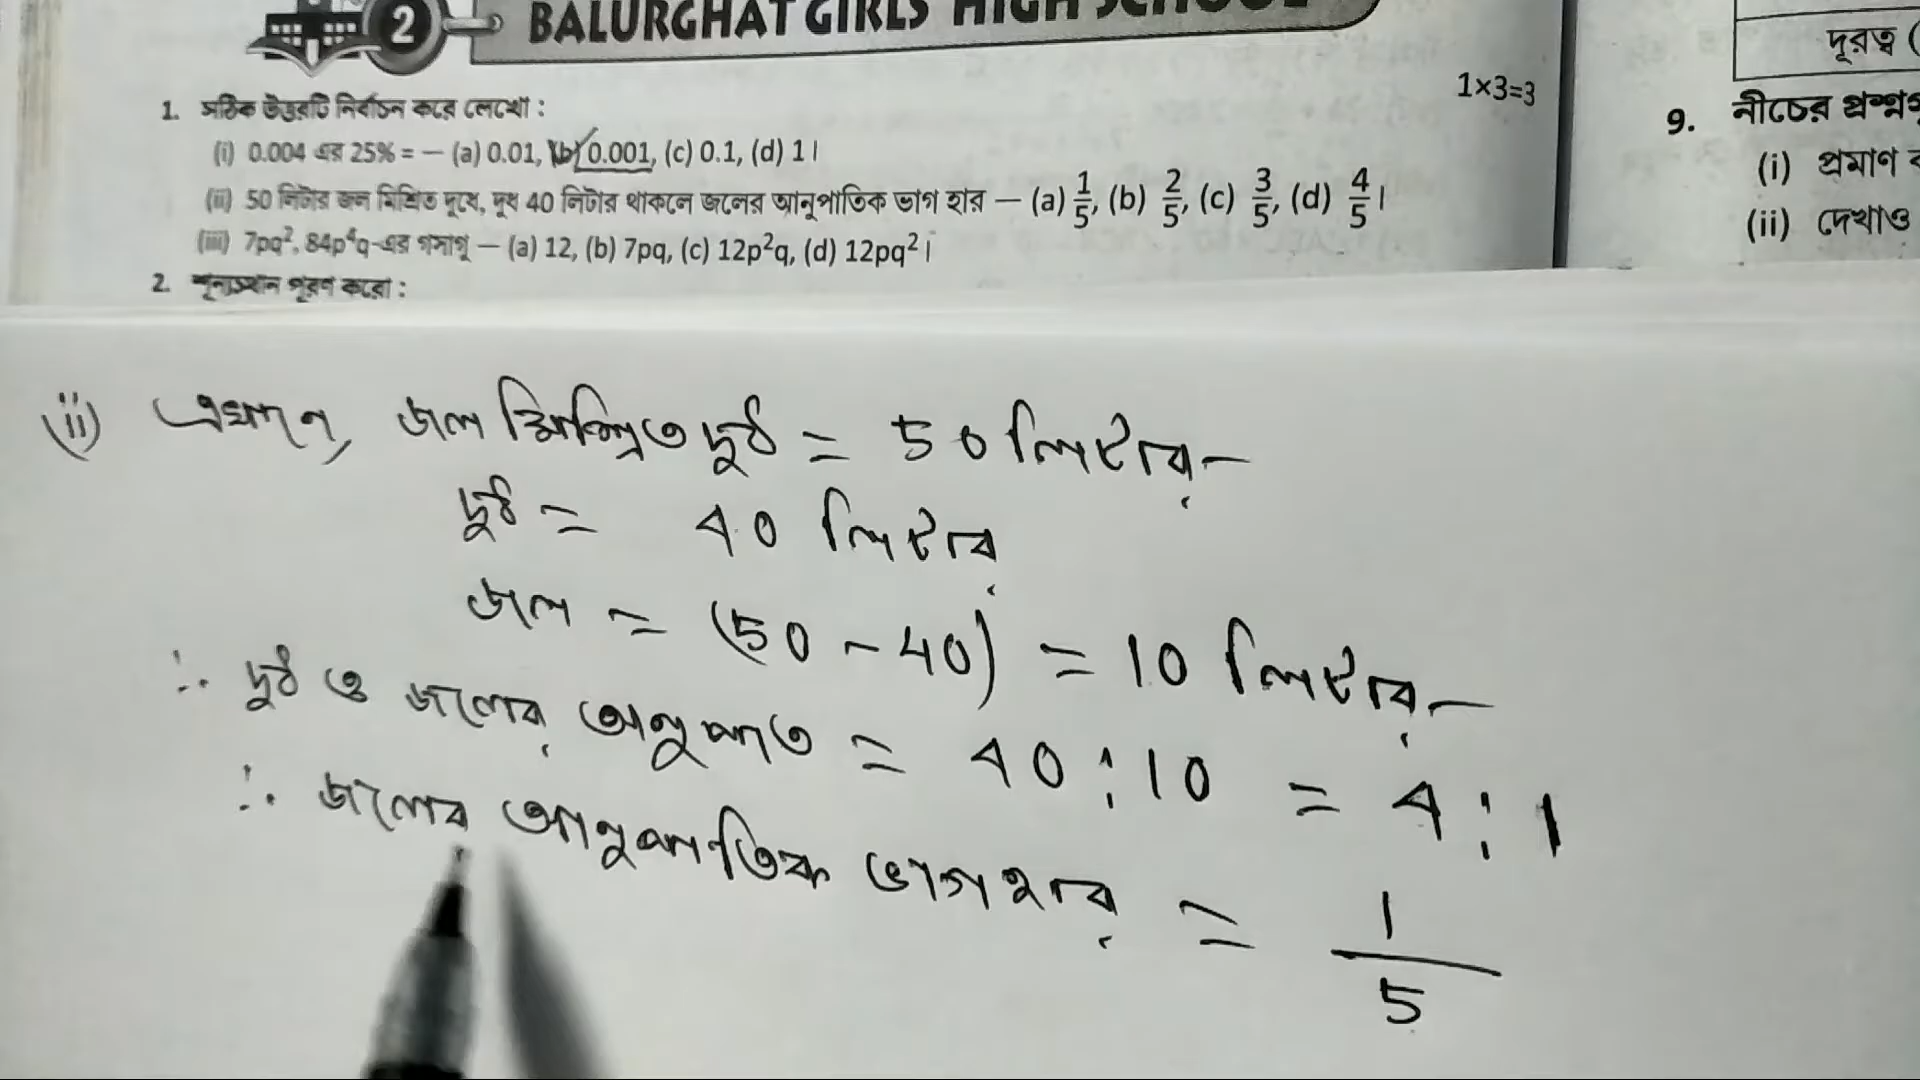 2 BALURGHAT GIRLS HIGH SCHOOL
1. সঠিক উত্তরটি নির্বাচন করে লেখো : 1×3=3
(i) 0.004 এর 25% = — (a) 0.01, (b) 0.001, (c) 0.1, (d) 1।
(ii) 50 লিটার জল মিশ্রিত দুধে, দুধ 40 লিটার থাকলে জলের আনুপাতিক ভাগ হার — (a) 1/5, (b) 2/5, (c) 3/5, (d) 4/5।
(iii) 7pq², 84p⁴q-এর গসাগু — (a) 12, (b) 7pq, (c) 12p²q, (d) 12pq²।
2. শূন্যস্থান পূরণ করো :
দূরত্ব (
9. নীচের প্রশ্নগ
(i) প্রমাণ ক
(ii) দেখাও
(ii) এখানে, জল মিশ্রিত দুধ = 50 লিটার
দুধ = 40 লিটার
জল = (50 - 40) = 10 লিটার
∴ দুধ ও জলের অনুপাত = 40 : 10 = 4 : 1
∴ জলের আনুপাতিক ভাগহার = 1/5